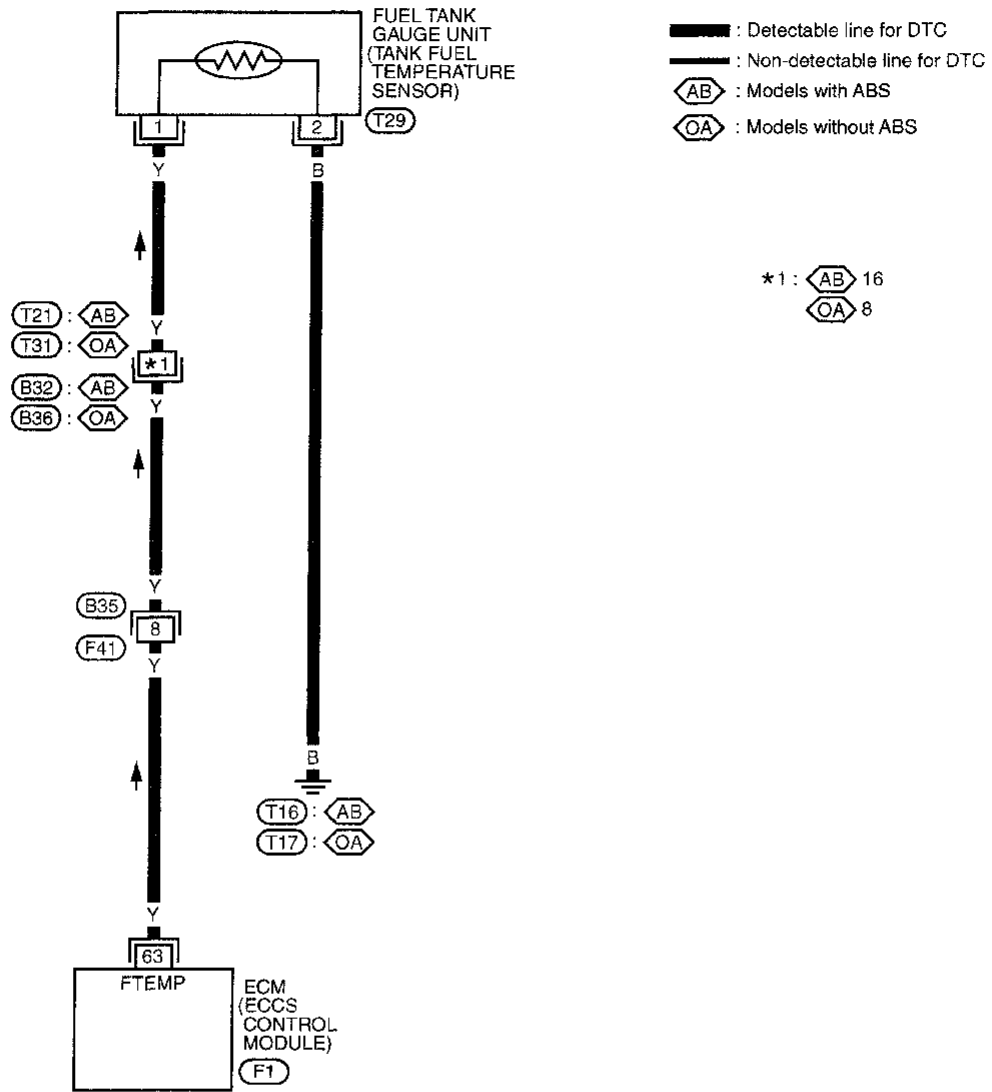 FUEL TANK
GAUGE UNIT
(TANK FUEL
TEMPERATURE
SENSOR)
T29
1
2
Y
B
: Detectable line for DTC
: Non-detectable line for DTC
AB : Models with ABS
OA : Models without ABS
*1 : AB 16
OA 8
Y
T21 : AB
T31 : OA
*1
B32 : AB
B36 : OA
Y
Y
B35
8
F41
Y
B
T16 : AB
T17 : OA
Y
63
FTEMP
ECM
(ECCS
CONTROL
MODULE)
F1